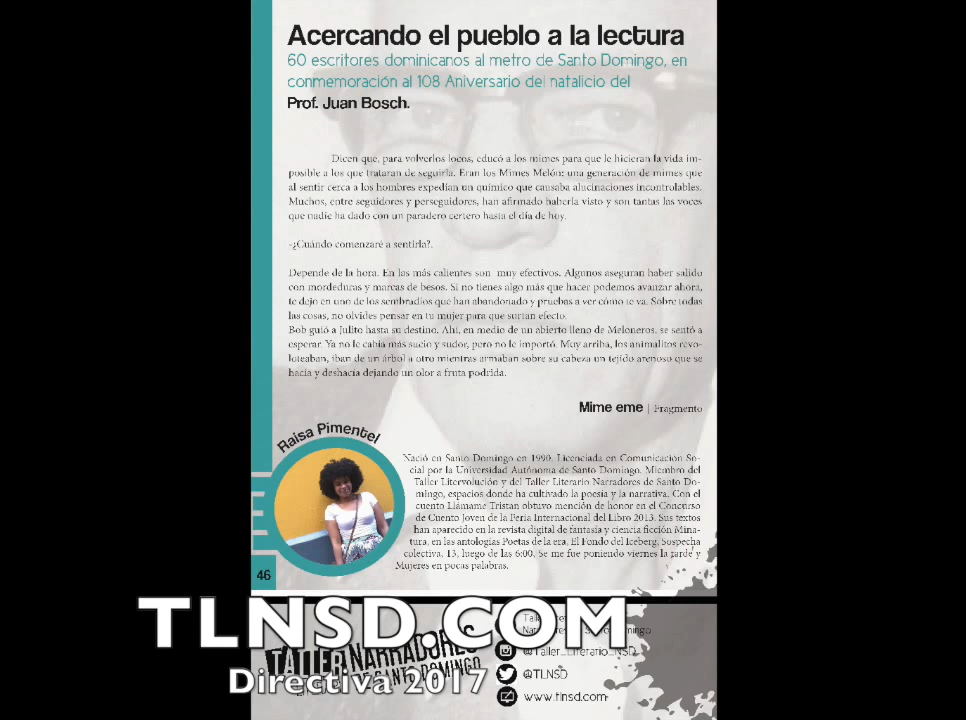 Acercando el pueblo a la lectura
60 escritores dominicanos al metro de Santo Domingo, en
conmemoración al 108 Aniversario del natalicio del
Prof. Juan Bosch.
Dicen que, para volverlos locos, educó a los mimes para que le hicieran la vida im-
posible a los que trataran de seguirla. Eran los Mimes Melón: una generación de mimes que
al sentir cerca a los hombres expedían un químico que causaba alucinaciones incontrolables.
Muchos, entre seguidores y perseguidores, han afirmado haberla visto y son tantas las voces
que nadie ha dado con un paradero certero hasta el día de hoy.
-¿Cuándo comenzaré a sentirla?.
Depende de la hora. En las más calientes son muy efectivos. Algunos aseguran haber salido
con mordeduras y marcas de besos. Si no tienes algo más que hacer podemos avanzar ahora,
te dejo en uno de los sembradíos que han abandonado y pruebas a ver cómo te va. Sobre todas
las cosas, no olvides pensar en tu mujer para que surtan efecto.
Bob guió a Julito hasta su destino. Ahí, en medio de un abierto lleno de Meloneros, se sentó a
esperar. Ya no le cabía más sucio y sudor, pero no le importó. Muy arriba, los animalitos revo-
loteaban, iban de un árbol a otro mientras armaban sobre su cabeza un tejido arenoso que se
hacía y deshacía dejando un olor a fruta podrida.
Mime eme | Fragmento
Raisa Pimentel
Nació en Santo Domingo en 1990. Licenciada en Comunicación So-
cial por la Universidad Autónoma de Santo Domingo. Miembro del
Taller Litervolución y del Taller Literario Narradores de Santo Do-
mingo, espacios donde ha cultivado la poesía y la narrativa. Con el
cuento Llámame Tristan obtuvo mención de honor en el Concurso
de Cuento Joven de la Feria Internacional del Libro 2013. Sus textos
han aparecido en la revista digital de fantasía y ciencia ficción Mina-
tura, en las antologías Poetas de la era, El Fondo del Iceberg, Sospecha
colectiva, 13, luego de las 6:00, Se me fue poniendo viernes la tarde y
Mujeres en pocas palabras.
46
TLNSD.COM
TALLER NARRADORES
DE SANTO DOMINGO
Directiva 2017
@Taller_Literario_NSD
@TLNSD
www.tlnsd.com